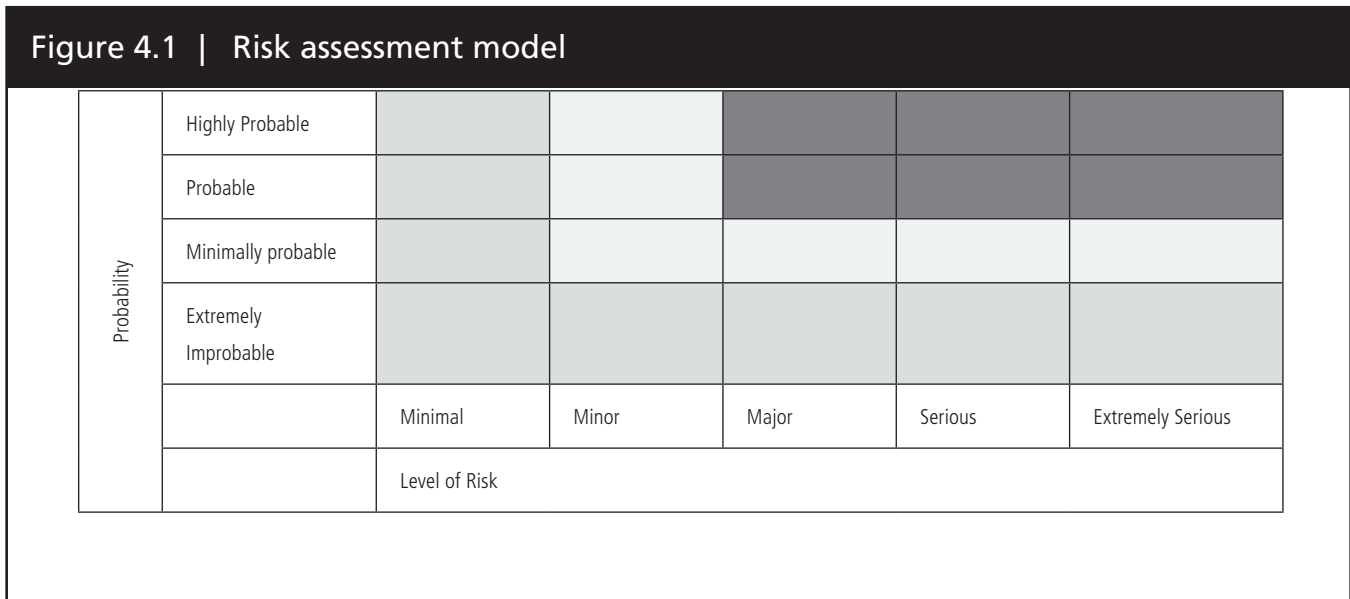 Figure 4.1 | Risk assessment model
Probability
Highly Probable
Probable
Minimally probable
Extremely
Improbable
Minimal Minor Major Serious Extremely Serious
Level of Risk